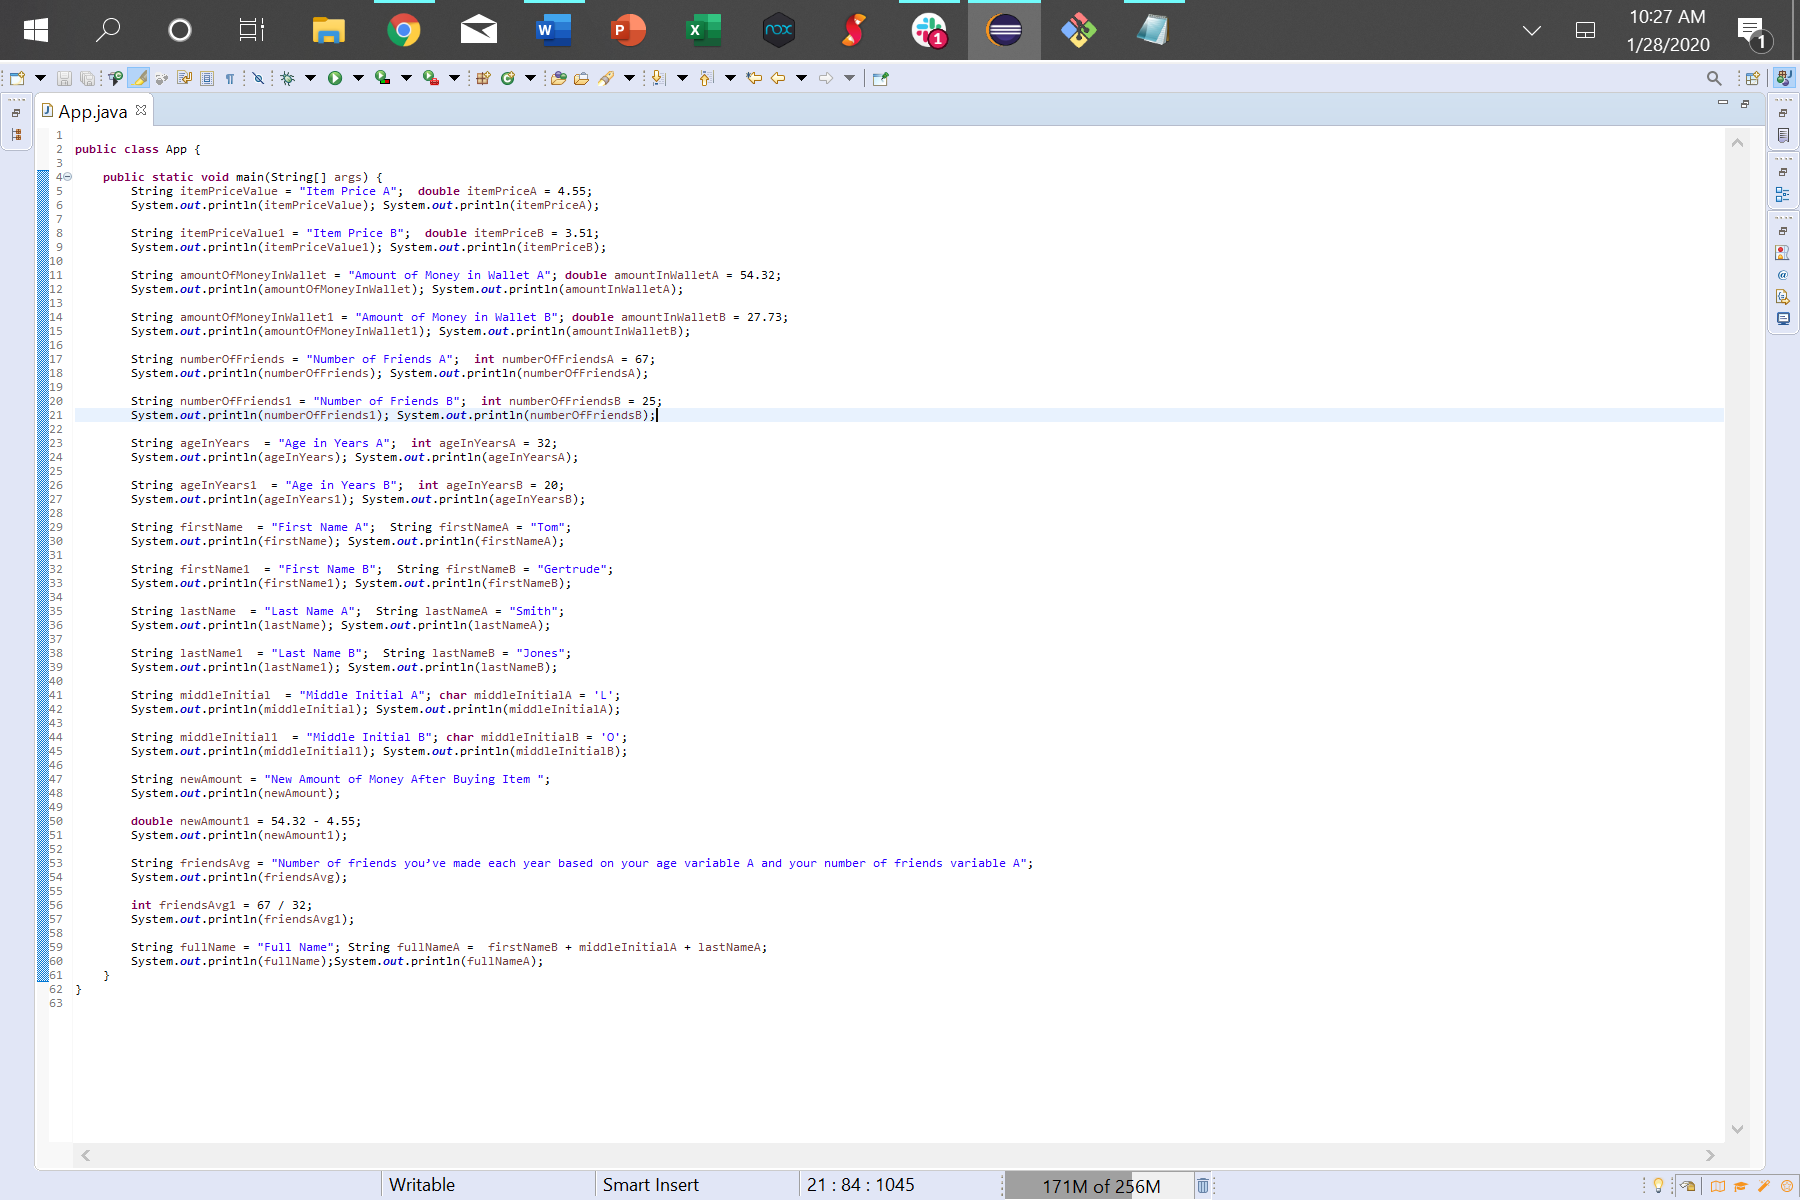 W P X nox 1 10:27 AM
1/28/2020 1
App.java
1
2 public class App {
3
4 public static void main(String[] args) {
5 String itemPriceValue = "Item Price A"; double itemPriceA = 4.55;
6 System.out.println(itemPriceValue); System.out.println(itemPriceA);
7
8 String itemPriceValue1 = "Item Price B"; double itemPriceB = 3.51;
9 System.out.println(itemPriceValue1); System.out.println(itemPriceB);
10
11 String amountOfMoneyInWallet = "Amount of Money in Wallet A"; double amountInWalletA = 54.32;
12 System.out.println(amountOfMoneyInWallet); System.out.println(amountInWalletA);
13
14 String amountOfMoneyInWallet1 = "Amount of Money in Wallet B"; double amountInWalletB = 27.73;
15 System.out.println(amountOfMoneyInWallet1); System.out.println(amountInWalletB);
16
17 String numberOfFriends = "Number of Friends A"; int numberOfFriendsA = 67;
18 System.out.println(numberOfFriends); System.out.println(numberOfFriendsA);
19
20 String numberOfFriends1 = "Number of Friends B"; int numberOfFriendsB = 25;
21 System.out.println(numberOfFriends1); System.out.println(numberOfFriendsB);
22
23 String ageInYears = "Age in Years A"; int ageInYearsA = 32;
24 System.out.println(ageInYears); System.out.println(ageInYearsA);
25
26 String ageInYears1 = "Age in Years B"; int ageInYearsB = 20;
27 System.out.println(ageInYears1); System.out.println(ageInYearsB);
28
29 String firstName = "First Name A"; String firstNameA = "Tom";
30 System.out.println(firstName); System.out.println(firstNameA);
31
32 String firstName1 = "First Name B"; String firstNameB = "Gertrude";
33 System.out.println(firstName1); System.out.println(firstNameB);
34
35 String lastName = "Last Name A"; String lastNameA = "Smith";
36 System.out.println(lastName); System.out.println(lastNameA);
37
38 String lastName1 = "Last Name B"; String lastNameB = "Jones";
39 System.out.println(lastName1); System.out.println(lastNameB);
40
41 String middleInitial = "Middle Initial A"; char middleInitialA = 'L';
42 System.out.println(middleInitial); System.out.println(middleInitialA);
43
44 String middleInitial1 = "Middle Initial B"; char middleInitialB = 'O';
45 System.out.println(middleInitial1); System.out.println(middleInitialB);
46
47 String newAmount = "New Amount of Money After Buying Item ";
48 System.out.println(newAmount);
49
50 double newAmount1 = 54.32 - 4.55;
51 System.out.println(newAmount1);
52
53 String friendsAvg = "Number of friends you’ve made each year based on your age variable A and your number of friends variable A";
54 System.out.println(friendsAvg);
55
56 int friendsAvg1 = 67 / 32;
57 System.out.println(friendsAvg1);
58
59 String fullName = "Full Name"; String fullNameA = firstNameB + middleInitialA + lastNameA;
60 System.out.println(fullName);System.out.println(fullNameA);
61 }
62 }
63
Writable Smart Insert 21 : 84 : 1045 171M of 256M